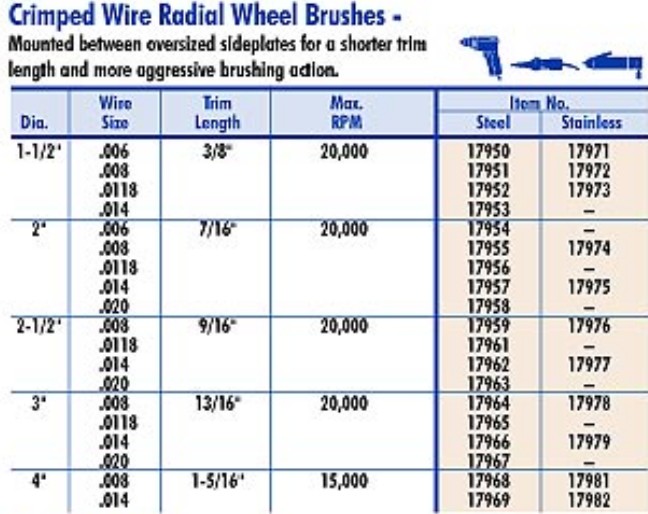 Crimped Wire Radial Wheel Brushes -
Mounted between oversized sideplates for a shorter trim
length and more aggressive brushing action.
Wire Trim Max. Item No.
Dia. Size Length RPM Steel Stainless
1-1/2" .006 3/8" 20,000 17950 17971
.008 17951 17972
.0118 17952 17973
.014 17953 –
2" .006 7/16" 20,000 17954 –
.008 17955 17974
.0118 17956 –
.014 17957 17975
.020 17958 –
2-1/2" .008 9/16" 20,000 17959 17976
.0118 17961 –
.014 17962 17977
.020 17963 –
3" .008 13/16" 20,000 17964 17978
.0118 17965 –
.014 17966 17979
.020 17967 –
4" .008 1-5/16" 15,000 17968 17981
.014 17969 17982